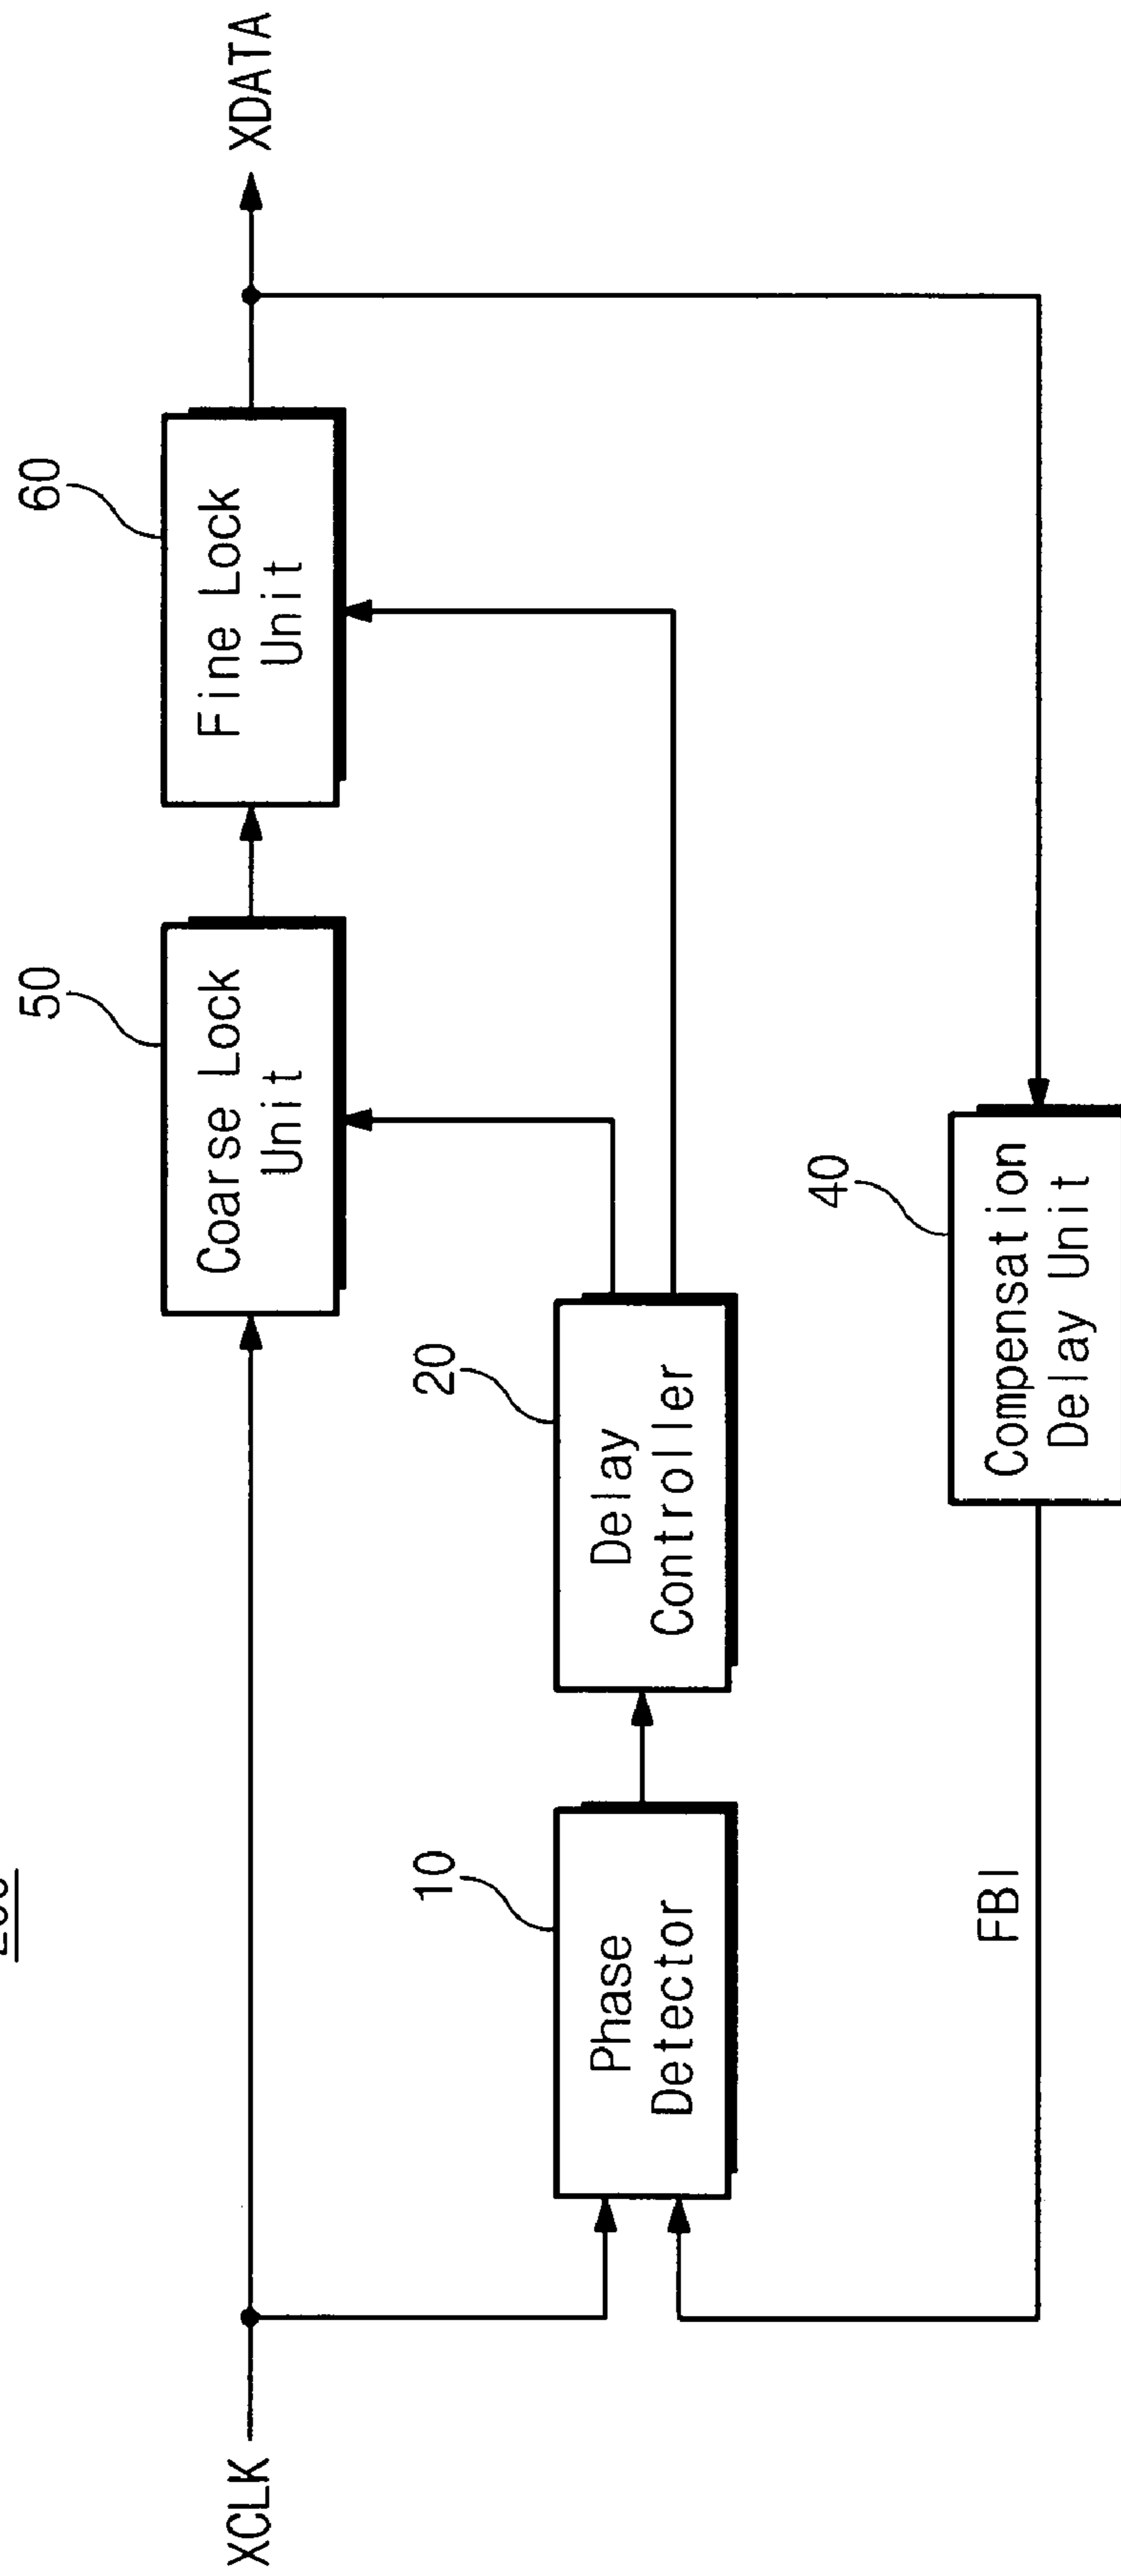 50
60
XCLK
Coarse Lock
Unit
Fine Lock
Unit
XDATA
10
20
Phase
Detector
Delay
Controller
40
FBI
Compensation
Delay Unit